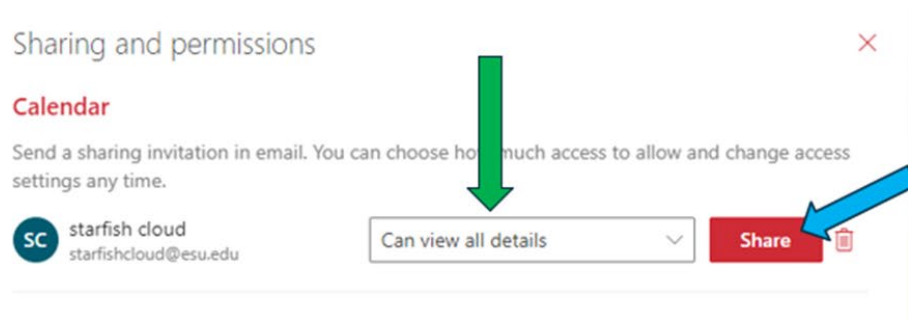 Sharing and permissions
Calendar
Send a sharing invitation in email. You can choose how much access to allow and change access
settings any time.
SC
starfish cloud
starfishcloud@esu.edu
Can view all details
Share